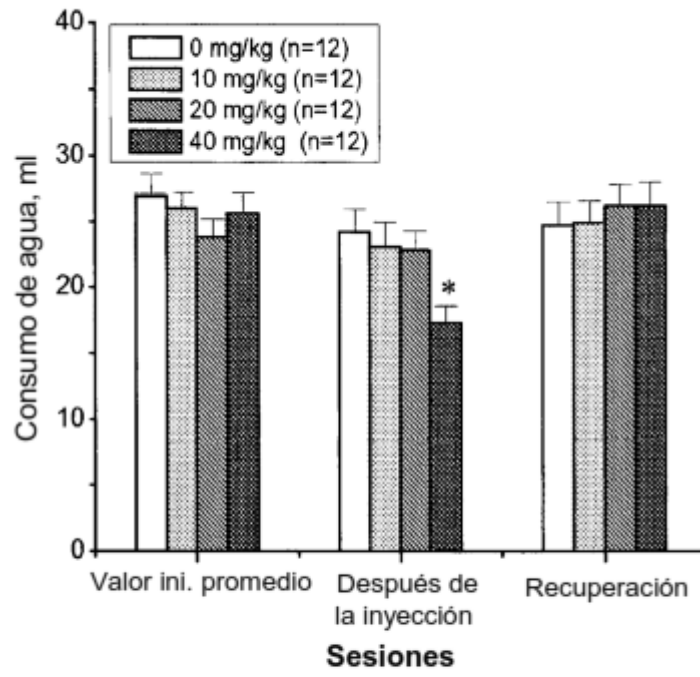 40
0 mg/kg (n=12)
10 mg/kg (n=12)
20 mg/kg (n=12)
40 mg/kg (n=12)
30
20
10
0
Consumo de agua, ml
*
Valor ini. promedio
Después de
la inyección
Recuperación
Sesiones